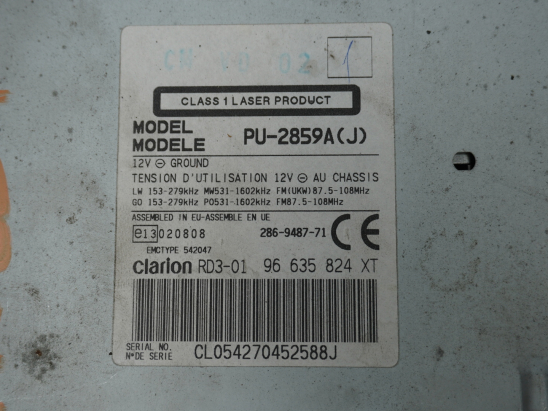 CLASS 1 LASER PRODUCT
MODEL
MODELE PU-2859A(J)
12V ⊖ GROUND
TENSION D'UTILISATION 12V ⊖ AU CHASSIS
LW 153-279kHz MW531-1602kHz FM(UKW)87.5-108MHz
GO 153-279kHz PO531-1602kHz FM87.5-108MHz
ASSEMBLED IN EU-ASSEMBLE EN UE
e13 020808 286-9487-71 CE
EMCTYPE 542047
clarion RD3-01 96 635 824 XT
SERIAL NO.
N° DE SERIE CL054270452588J